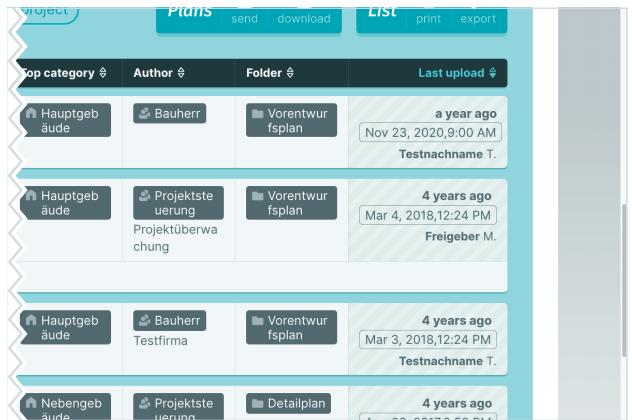 project
Plans
send
download
List
print
export
Top category
Author
Folder
Last upload
Hauptgeb
äude
Bauherr
Vorentwur
fsplan
a year ago
Nov 23, 2020,9:00 AM
Testnachname T.
Hauptgeb
äude
Projektste
uerung
Projektüberwa
chung
Vorentwur
fsplan
4 years ago
Mar 4, 2018,12:24 PM
Freigeber M.
Hauptgeb
äude
Bauherr
Testfirma
Vorentwur
fsplan
4 years ago
Mar 3, 2018,12:24 PM
Testnachname T.
Nebengeb
äude
Projektste
uerung
Detailplan
4 years ago